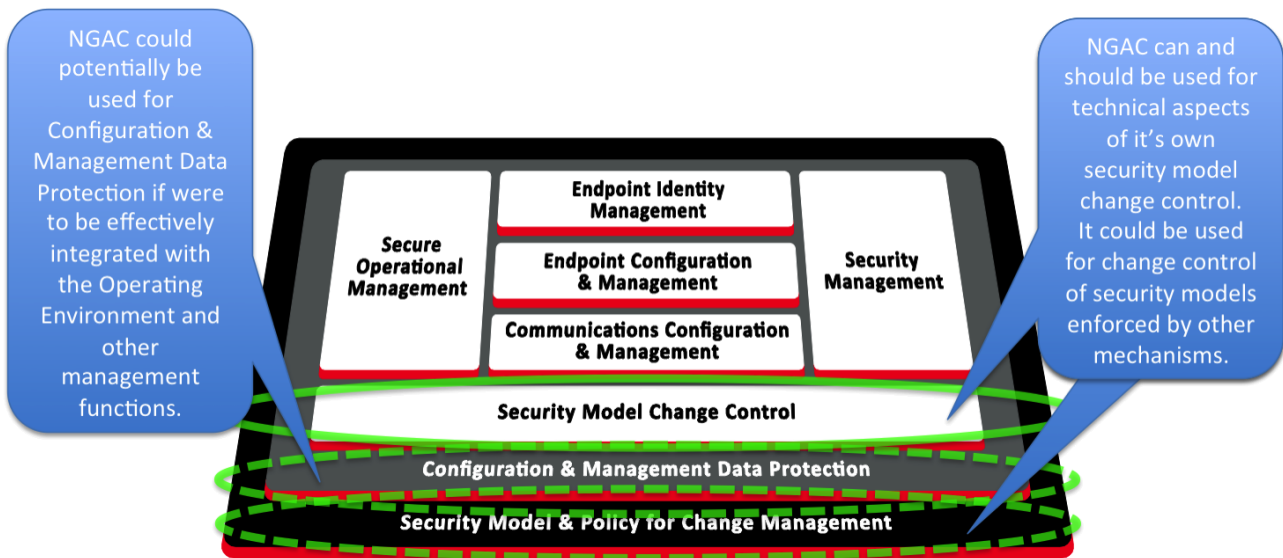 NGAC could
potentially be
used for
Configuration &
Management Data
Protection if were
to be effectively
integrated with
the Operating
Environment and
other
management
functions.
NGAC can and
should be used for
technical aspects
of it’s own
security model
change control.
It could be used
for change control
of security models
enforced by other
mechanisms.
Secure
Operational
Management
Endpoint Identity
Management
Endpoint Configuration
& Management
Communications Configuration
& Management
Security
Management
Security Model Change Control
Configuration & Management Data Protection
Security Model & Policy for Change Management